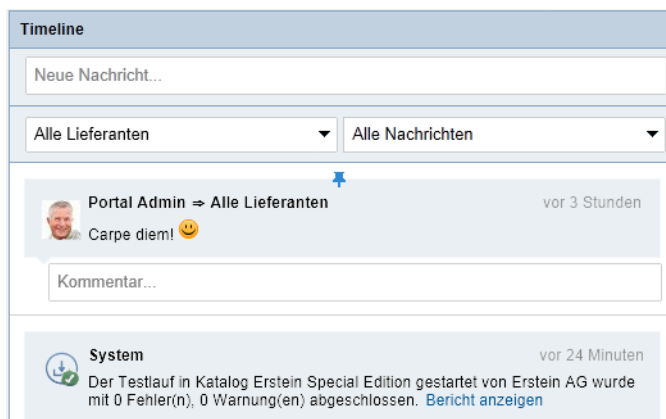 Timeline
Neue Nachricht...
Alle Lieferanten Alle Nachrichten
Portal Admin ⇒ Alle Lieferanten vor 3 Stunden
Carpe diem! 🙂
Kommentar...
System vor 24 Minuten
Der Testlauf in Katalog Erstein Special Edition gestartet von Erstein AG wurde
mit 0 Fehler(n), 0 Warnung(en) abgeschlossen. Bericht anzeigen